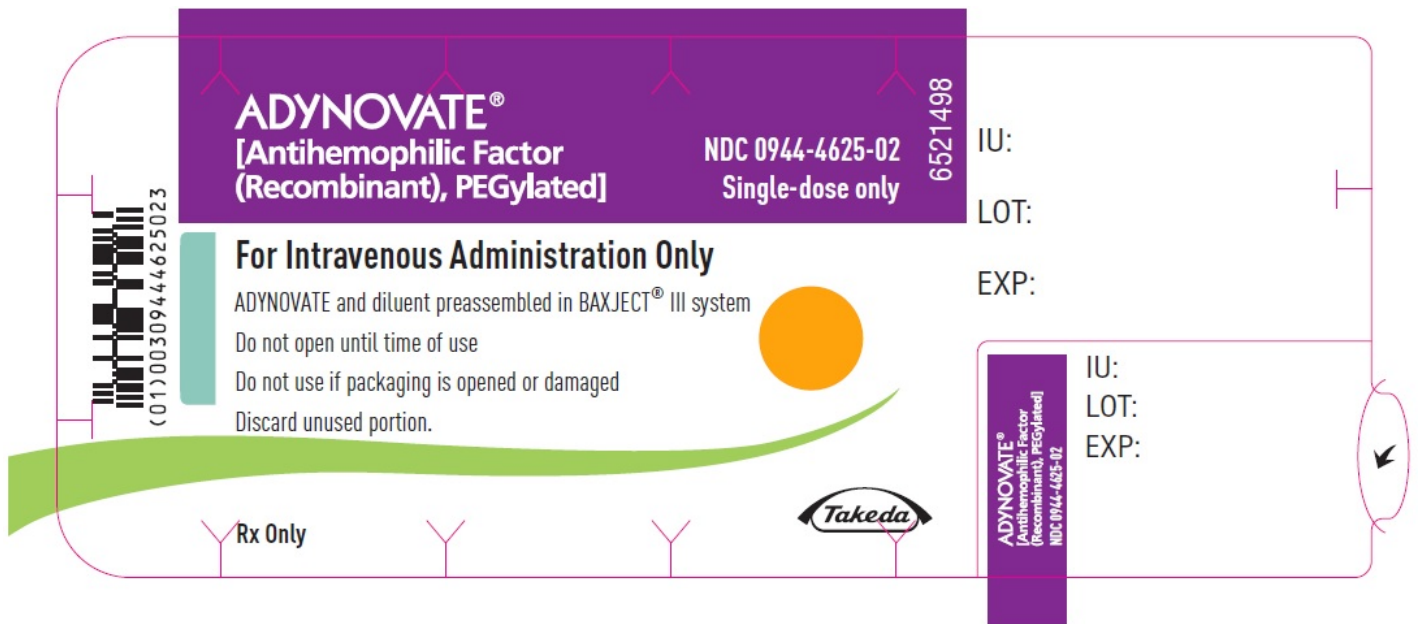 ADYNOVATE®
[Antihemophilic Factor
(Recombinant), PEGylated]
NDC 0944-4625-02
Single-dose only
6521498
(01)00309444625023
For Intravenous Administration Only
ADYNOVATE and diluent preassembled in BAXJECT® III system
Do not open until time of use
Do not use if packaging is opened or damaged
Discard unused portion.
Rx Only
Takeda
IU:
LOT:
EXP:
ADYNOVATE®
[Antihemophilic Factor
(Recombinant), PEGylated]
NDC 0944-4625-02
IU:
LOT:
EXP: